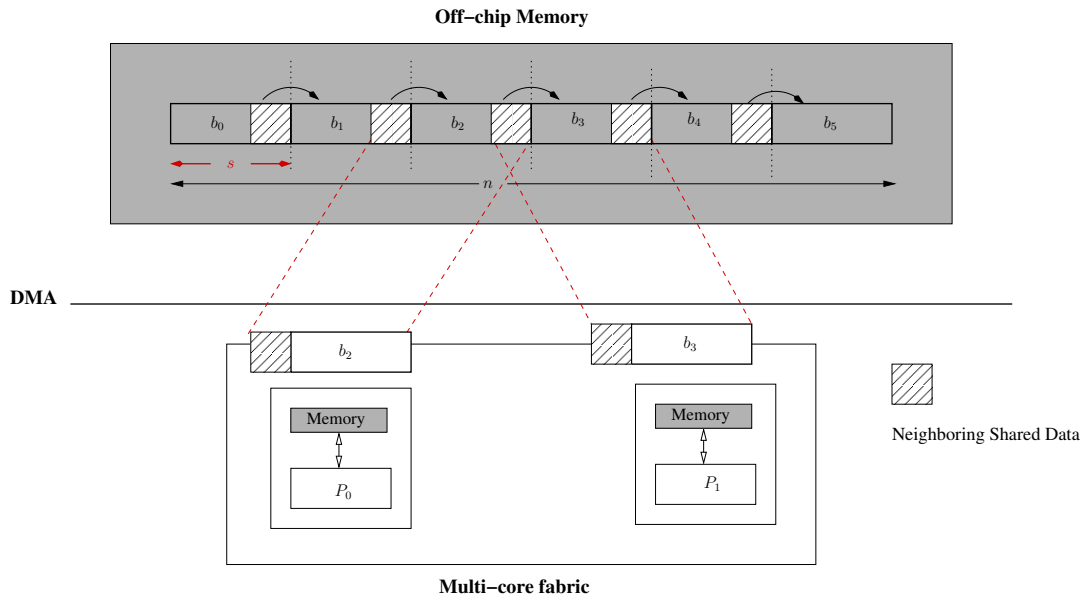 Off−chip Memory
b0 b1 b2 b3 b4 b5
s
n
DMA
b2 b3
Memory Memory
P0 P1
Neighboring Shared Data
Multi−core fabric